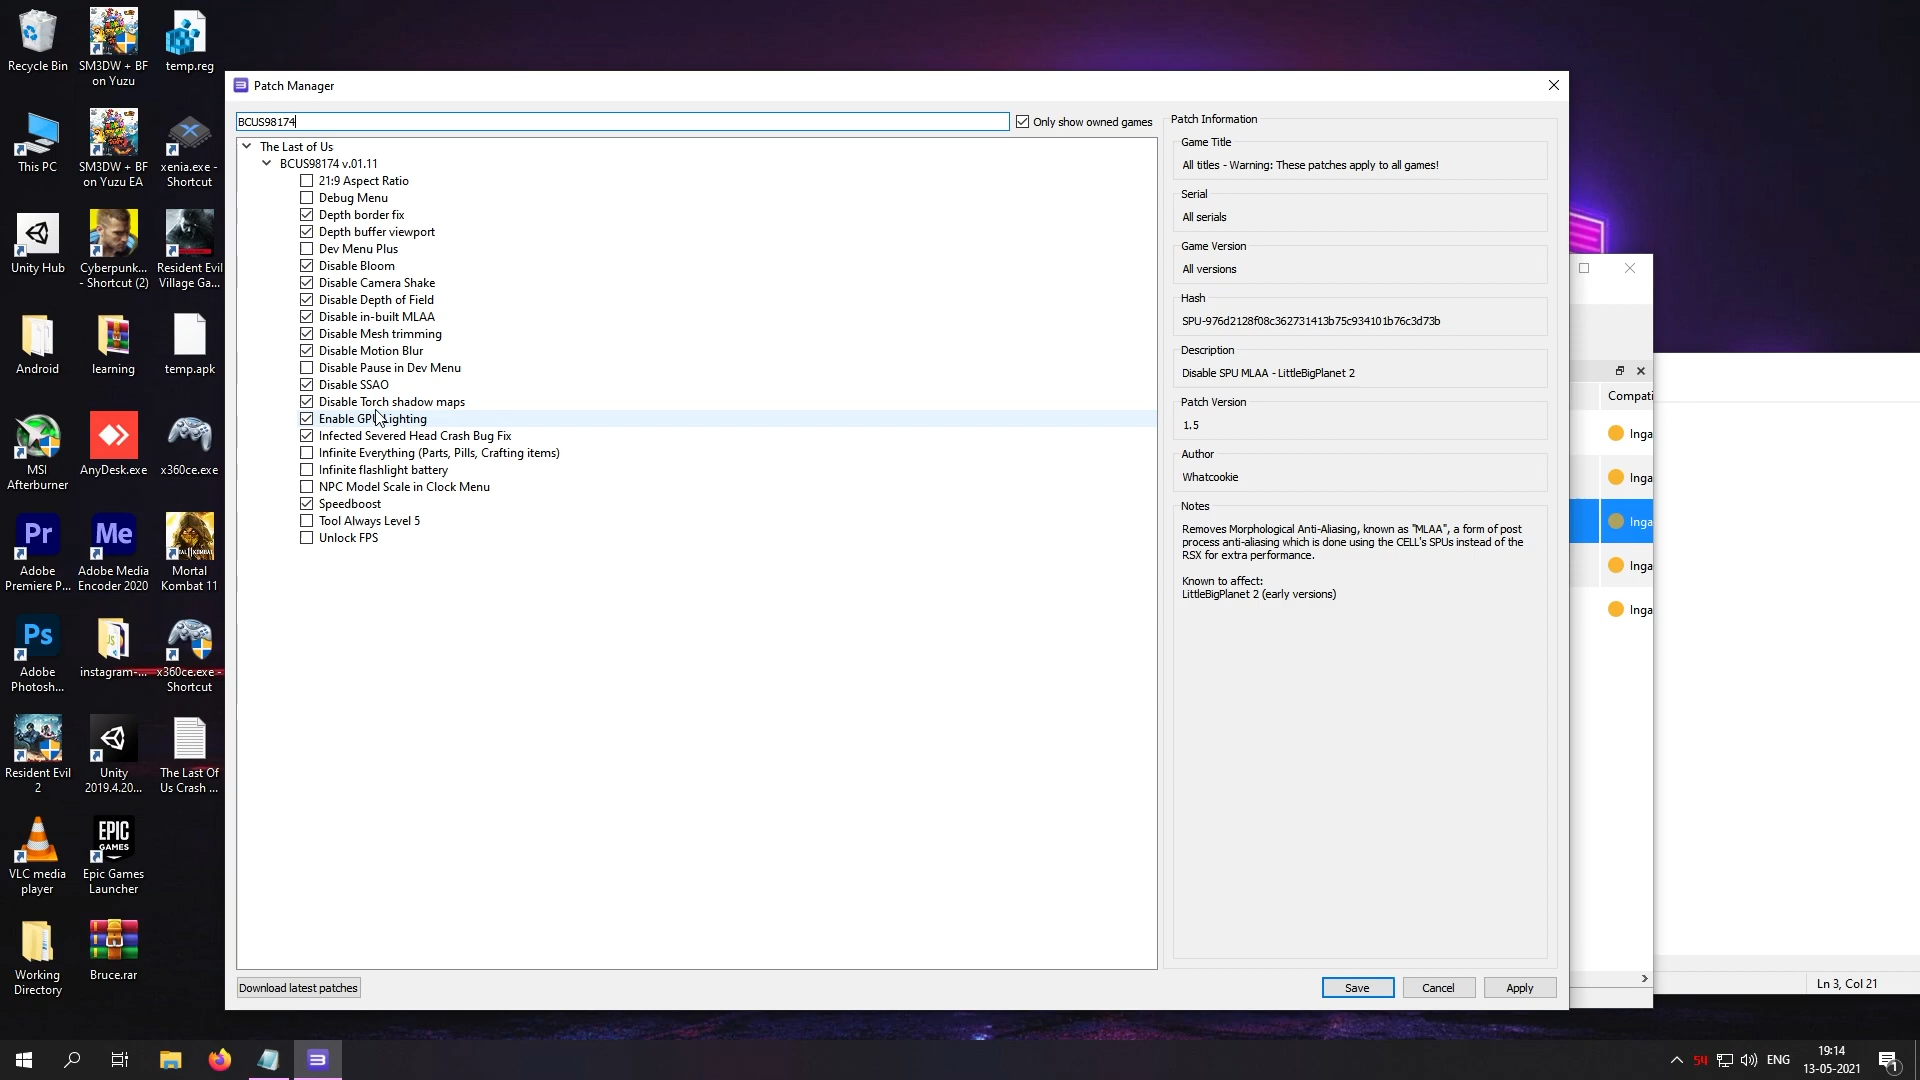 Recycle Bin
SM3DW + BF
on Yuzu
temp.reg
This PC
SM3DW + BF
on Yuzu EA
xenia.exe -
Shortcut
Unity Hub
Cyberpunk...
- Shortcut (2)
Resident Evil
Village Ga...
Android
learning
temp.apk
MSI
Afterburner
AnyDesk.exe
x360ce.exe
Pr
Adobe
Premiere P...
Me
Adobe Media
Encoder 2020
Mortal
Kombat 11
Ps
Adobe
Photosh...
instagram-...
x360ce.exe -
Shortcut
Resident Evil
2
Unity
2019.4.20...
The Last Of
Us Crash ...
VLC media
player
EPIC
GAMES
Epic Games
Launcher
Working
Directory
Bruce.rar
Patch Manager
BCUS98174
Only show owned games
The Last of Us
BCUS98174 v.01.11
21:9 Aspect Ratio
Debug Menu
Depth border fix
Depth buffer viewport
Dev Menu Plus
Disable Bloom
Disable Camera Shake
Disable Depth of Field
Disable in-built MLAA
Disable Mesh trimming
Disable Motion Blur
Disable Pause in Dev Menu
Disable SSAO
Disable Torch shadow maps
Enable GPU Lighting
Infected Severed Head Crash Bug Fix
Infinite Everything (Parts, Pills, Crafting items)
Infinite flashlight battery
NPC Model Scale in Clock Menu
Speedboost
Tool Always Level 5
Unlock FPS
Download latest patches
Patch Information
Game Title
All titles - Warning: These patches apply to all games!
Serial
All serials
Game Version
All versions
Hash
SPU-976d2128f08c362731413b75c934101b76c3d73b
Description
Disable SPU MLAA - LittleBigPlanet 2
Patch Version
1.5
Author
Whatcookie
Notes
Removes Morphological Anti-Aliasing, known as "MLAA", a form of post
process anti-aliasing which is done using the CELL's SPUs instead of the
RSX for extra performance.
Known to affect:
LittleBigPlanet 2 (early versions)
Save
Cancel
Apply
Compati
Inga
Inga
Inga
Inga
Inga
Ln 3, Col 21
54
ENG
19:14
13-05-2021
1